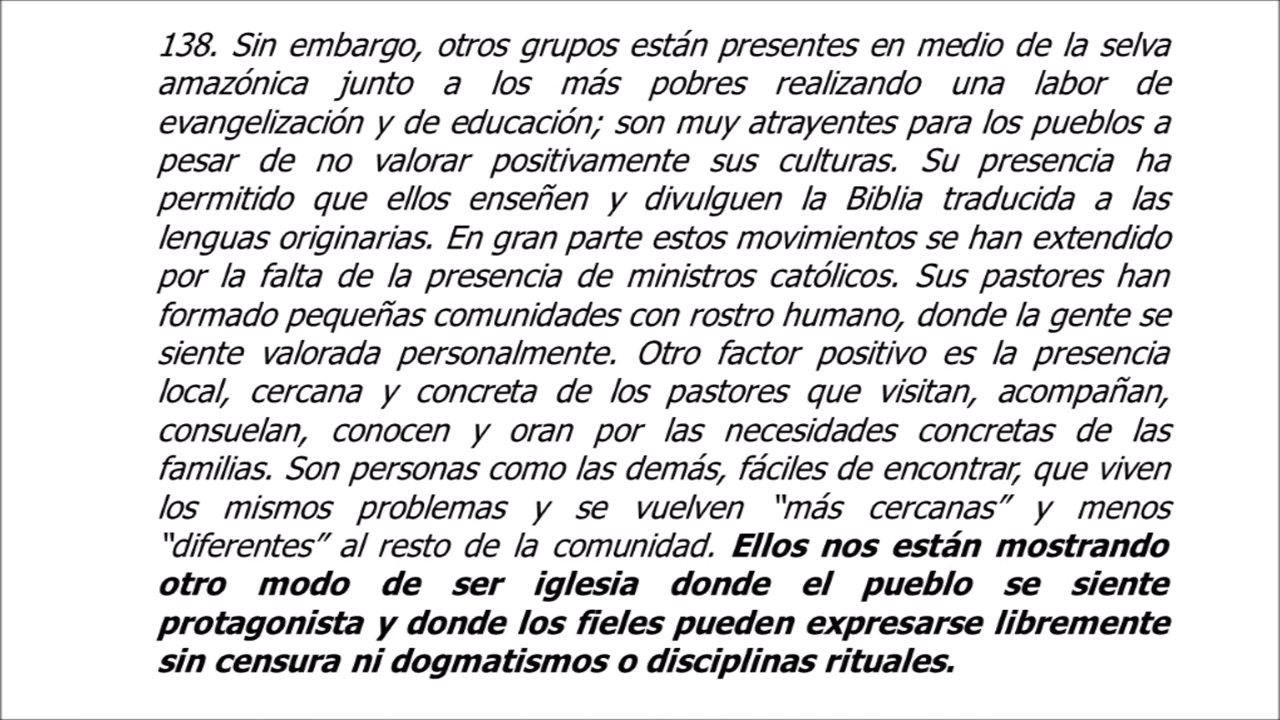 138. Sin embargo, otros grupos están presentes en medio de la selva
amazónica junto a los más pobres realizando una labor de
evangelización y de educación; son muy atrayentes para los pueblos a
pesar de no valorar positivamente sus culturas. Su presencia ha
permitido que ellos enseñen y divulguen la Biblia traducida a las
lenguas originarias. En gran parte estos movimientos se han extendido
por la falta de la presencia de ministros católicos. Sus pastores han
formado pequeñas comunidades con rostro humano, donde la gente se
siente valorada personalmente. Otro factor positivo es la presencia
local, cercana y concreta de los pastores que visitan, acompañan,
consuelan, conocen y oran por las necesidades concretas de las
familias. Son personas como las demás, fáciles de encontrar, que viven
los mismos problemas y se vuelven “más cercanas” y menos
“diferentes” al resto de la comunidad. Ellos nos están mostrando
otro modo de ser iglesia donde el pueblo se siente
protagonista y donde los fieles pueden expresarse libremente
sin censura ni dogmatismos o disciplinas rituales.